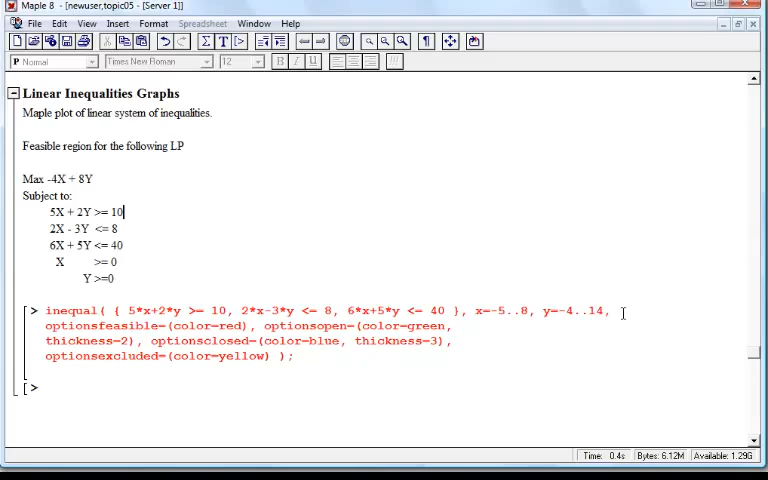 Maple 8 - [newuser,topic05 - [Server 1]]
File Edit View Insert Format Spreadsheet Window Help
P Normal Times New Roman 12 B I U
Linear Inequalities Graphs
Maple plot of linear system of inequalities.
Feasible region for the following LP
Max -4X + 8Y
Subject to:
5X + 2Y >= 10
2X - 3Y <= 8
6X + 5Y <= 40
X >= 0
Y >=0
> inequal( { 5*x+2*y >= 10, 2*x-3*y <= 8, 6*x+5*y <= 40 }, x=-5..8, y=-4..14,
optionsfeasible=(color=red), optionsopen=(color=green,
thickness=2), optionsclosed=(color=blue, thickness=3),
optionsexcluded=(color=yellow) );
>
Time: 0.4s Bytes: 6.12M Available: 1.29G